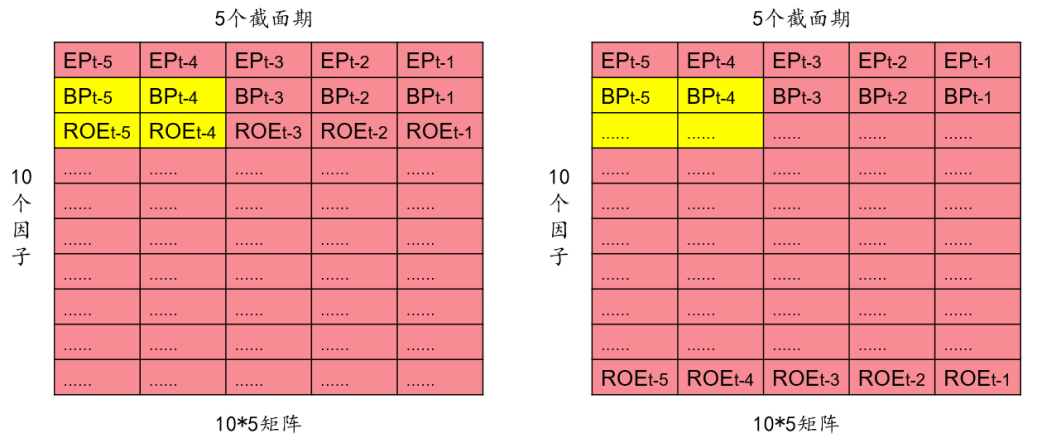 5个截面期
EPt-5 EPt-4 EPt-3 EPt-2 EPt-1
BPt-5 BPt-4 BPt-3 BPt-2 BPt-1
ROEt-5 ROEt-4 ROEt-3 ROEt-2 ROEt-1
...... ...... ...... ...... ......
...... ...... ...... ...... ......
...... ...... ...... ...... ......
...... ...... ...... ...... ......
...... ...... ...... ...... ......
...... ...... ...... ...... ......
...... ...... ...... ...... ......
10个因子
10*5矩阵
5个截面期
EPt-5 EPt-4 EPt-3 EPt-2 EPt-1
BPt-5 BPt-4 BPt-3 BPt-2 BPt-1
...... ...... ...... ...... ......
...... ...... ...... ...... ......
...... ...... ...... ...... ......
...... ...... ...... ...... ......
...... ...... ...... ...... ......
...... ...... ...... ...... ......
...... ...... ...... ...... ......
ROEt-5 ROEt-4 ROEt-3 ROEt-2 ROEt-1
10个因子
10*5矩阵